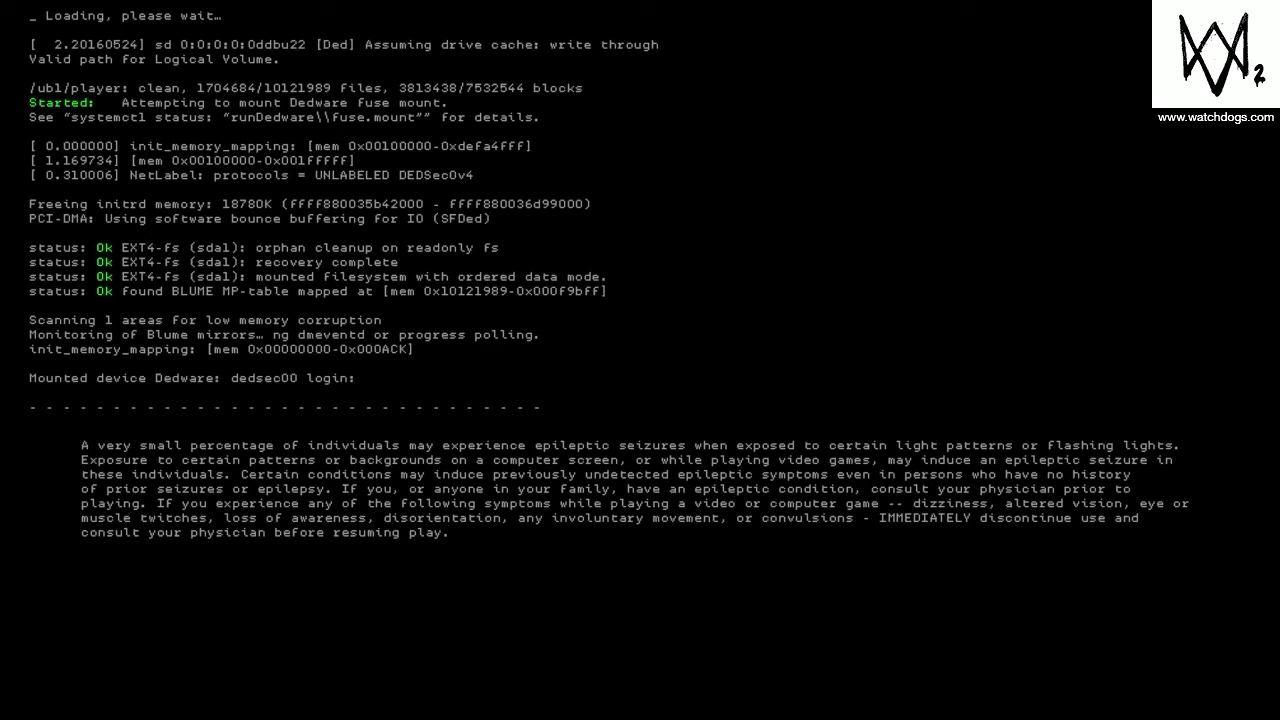 _ Loading, please wait…
[  2.20160524] sd 0:0:0:0:0ddbu22 [Ded] Assuming drive cache: write through
Valid path for Logical Volume.
/ubl/player: clean, 1704684/10121989 files, 3813438/7532544 blocks
Started:   Attempting to mount Dedware fuse mount.
See “systemctl status: “runDedware\\fuse.mount”” for details.
[ 0.000000] init_memory_mapping: [mem 0x00100000-0xdefa4fff]
[ 1.169734] [mem 0x00100000-0x001fffff]
[ 0.310006] NetLabel: protocols = UNLABELED DEDSec0v4
Freeing initrd memory: 18780K (ffff880035b42000 - ffff880036d99000)
PCI-DMA: Using software bounce buffering for IO (SFDed)
status: Ok EXT4-fs (sda1): orphan cleanup on readonly fs
status: Ok EXT4-fs (sda1): recovery complete
status: Ok EXT4-fs (sda1): mounted filesystem with ordered data mode.
status: Ok found BLUME MP-table mapped at [mem 0x10121989-0x000f9bff]
Scanning 1 areas for low memory corruption
Monitoring of Blume mirrors… ng dmeventd or progress polling.
init_memory_mapping: [mem 0x00000000-0x000ACK]
Mounted device Dedware: dedsec00 login:
- - - - - - - - - - - - - - - - - - - - - - - - - - - - - - -
A very small percentage of individuals may experience epileptic seizures when exposed to certain light patterns or flashing lights.
Exposure to certain patterns or backgrounds on a computer screen, or while playing video games, may induce an epileptic seizure in
these individuals. Certain conditions may induce previously undetected epileptic symptoms even in persons who have no history
of prior seizures or epilepsy. If you, or anyone in your family, have an epileptic condition, consult your physician prior to
playing. If you experience any of the following symptoms while playing a video or computer game -- dizziness, altered vision, eye or
muscle twitches, loss of awareness, disorientation, any involuntary movement, or convulsions - IMMEDIATELY discontinue use and
consult your physician before resuming play.
2
www.watchdogs.com